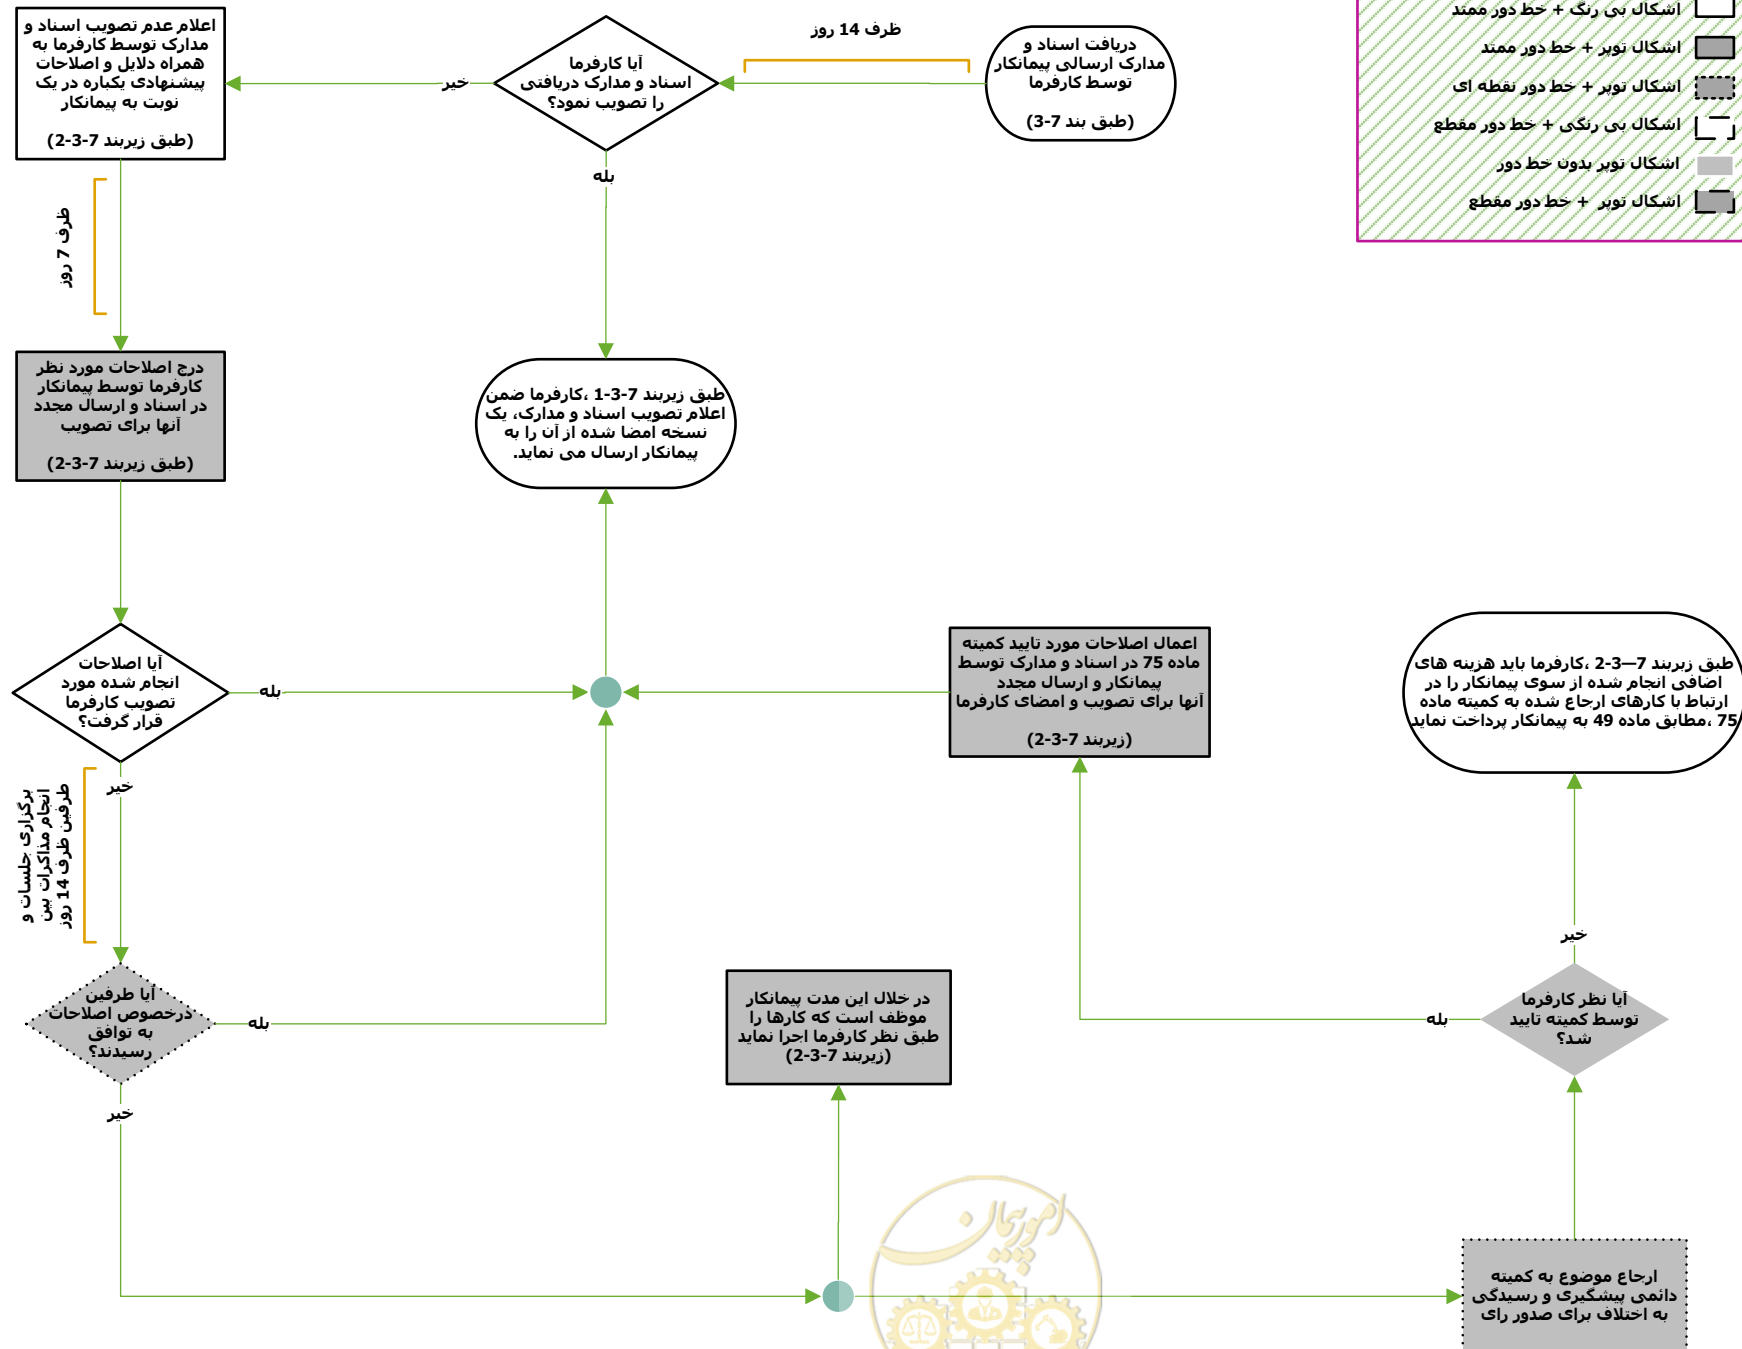 اعلام عدم تصویب اسناد و
مدارک توسط کارفرما به
همراه دلایل و اصلاحات
پیشنهادی یکباره در یک
نوبت به پیمانکار
(طبق زیربند 7-3-2)
خیر
آیا کارفرما
اسناد و مدارک دریافتی
را تصویب نمود؟
بله
ظرف 14 روز
دریافت اسناد و
مدارک ارسالی پیمانکار
توسط کارفرما
(طبق بند 7-3)
اشکال بی رنگ + خط دور ممتد
اشکال توپر + خط دور ممتد
اشکال توپر + خط دور نقطه ای
اشکال بی رنگی + خط دور مقطع
اشکال توپر بدون خط دور
اشکال توپر + خط دور مقطع
ظرف 7 روز
درج اصلاحات مورد نظر
کارفرما توسط پیمانکار
در اسناد و ارسال مجدد
آنها برای تصویب
(طبق زیربند 7-3-2)
طبق زیربند 7-3-1 ،کارفرما ضمن
اعلام تصویب اسناد و مدارک، یک
نسخه امضا شده از آن را به
پیمانکار ارسال می نماید.
آیا اصلاحات
انجام شده مورد
تصویب کارفرما
قرار گرفت؟
بله
خیر
اعمال اصلاحات مورد تایید کمیته
ماده 75 در اسناد و مدارک توسط
پیمانکار و ارسال مجدد
آنها برای تصویب و امضای کارفرما
(زیربند 7-3-2)
طبق زیربند 7—3-2 ،کارفرما باید هزینه های
اضافی انجام شده از سوی پیمانکار را در
ارتباط با کارهای ارجاع شده به کمیته ماده
75 ،مطابق ماده 49 به پیمانکار پرداخت نماید
برگزاری جلسات و
انجام مذاکرات بین
طرفین ظرف 14 روز
آیا طرفین
درخصوص اصلاحات
به توافق
رسیدند؟
بله
خیر
در خلال این مدت پیمانکار
موظف است که کارها را
طبق نظر کارفرما اجرا نماید
(زیربند 7-3-2)
خیر
آیا نظر کارفرما
توسط کمیته تایید
شد؟
بله
امور پیمان
ارجاع موضوع به کمیته
دائمی پیشگیری و رسیدگی
به اختلاف برای صدور رای